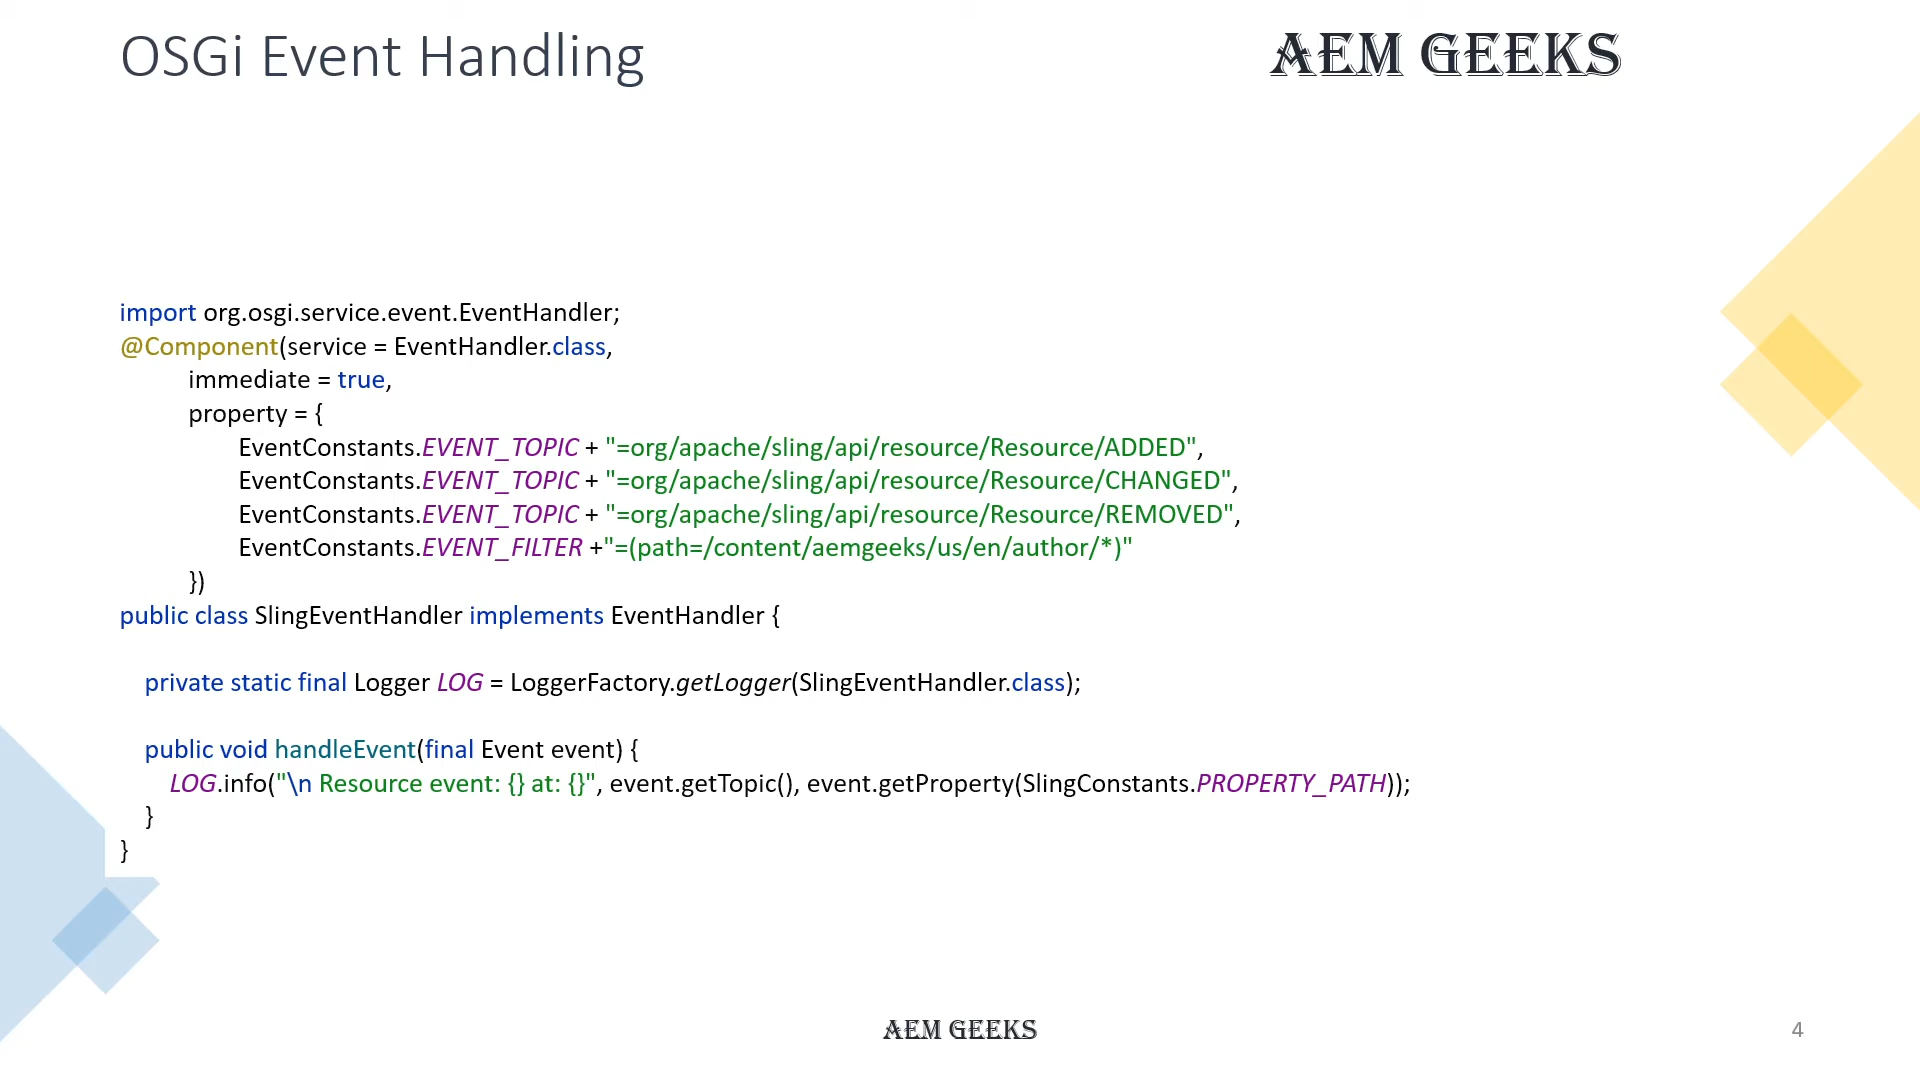 OSGi Event Handling
AEM GEEKS
import org.osgi.service.event.EventHandler;
@Component(service = EventHandler.class,
immediate = true,
property = {
EventConstants.EVENT_TOPIC + "=org/apache/sling/api/resource/Resource/ADDED",
EventConstants.EVENT_TOPIC + "=org/apache/sling/api/resource/Resource/CHANGED",
EventConstants.EVENT_TOPIC + "=org/apache/sling/api/resource/Resource/REMOVED",
EventConstants.EVENT_FILTER +"=(path=/content/aemgeeks/us/en/author/*)"
})
public class SlingEventHandler implements EventHandler {
private static final Logger LOG = LoggerFactory.getLogger(SlingEventHandler.class);
public void handleEvent(final Event event) {
LOG.info("\n Resource event: {} at: {}", event.getTopic(), event.getProperty(SlingConstants.PROPERTY_PATH));
}
}
AEM GEEKS
4